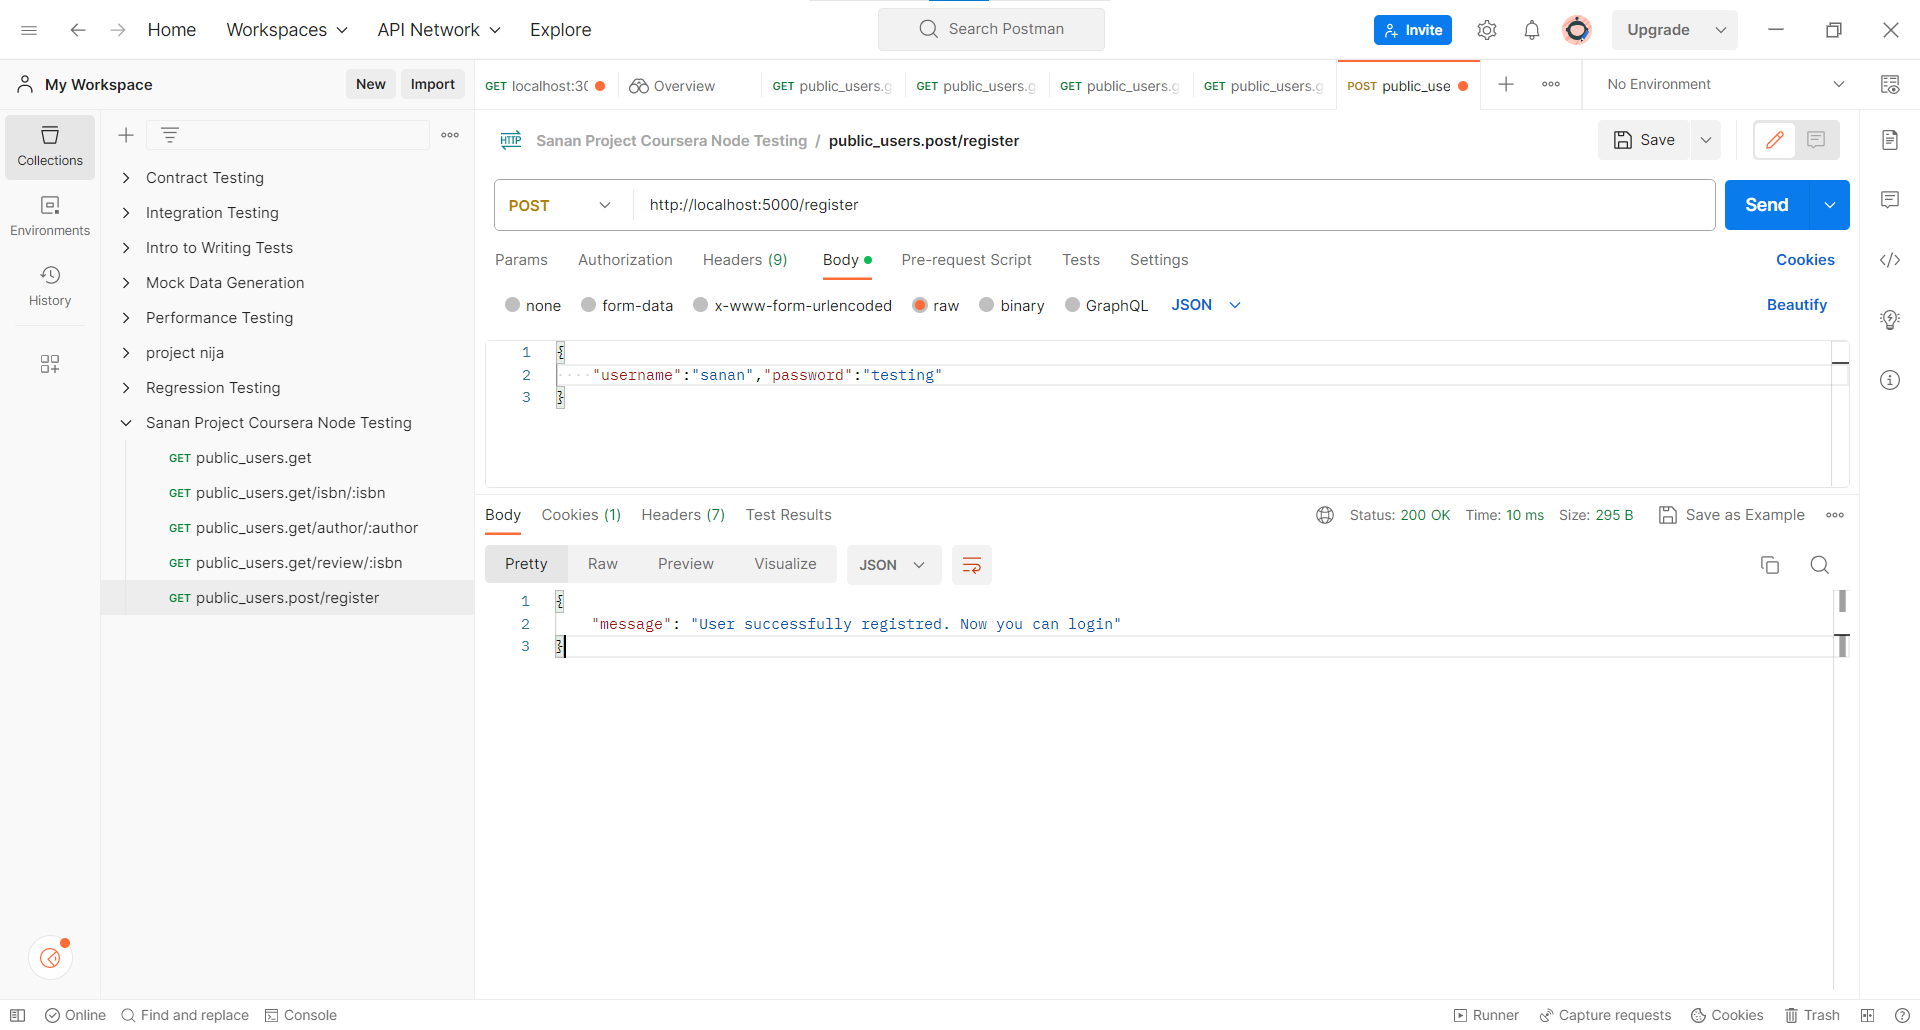 Home Workspaces API Network Explore Search Postman Invite Upgrade
My Workspace New Import
GET localhost:30 Overview GET public_users.g GET public_users.g GET public_users.g GET public_users.g POST public_use No Environment
Collections
Environments
History
Contract Testing
Integration Testing
Intro to Writing Tests
Mock Data Generation
Performance Testing
project nija
Regression Testing
Sanan Project Coursera Node Testing
GET public_users.get
GET public_users.get/isbn/:isbn
GET public_users.get/author/:author
GET public_users.get/review/:isbn
GET public_users.post/register
HTTP Sanan Project Coursera Node Testing / public_users.post/register Save
POST http://localhost:5000/register Send
Params Authorization Headers (9) Body Pre-request Script Tests Settings Cookies
none form-data x-www-form-urlencoded raw binary GraphQL JSON Beautify
1 {
2 "username":"sanan","password":"testing"
3 }
Body Cookies (1) Headers (7) Test Results Status: 200 OK Time: 10 ms Size: 295 B Save as Example
Pretty Raw Preview Visualize JSON
1 {
2 "message": "User successfully registred. Now you can login"
3 }
Online Find and replace Console Runner Capture requests Cookies Trash